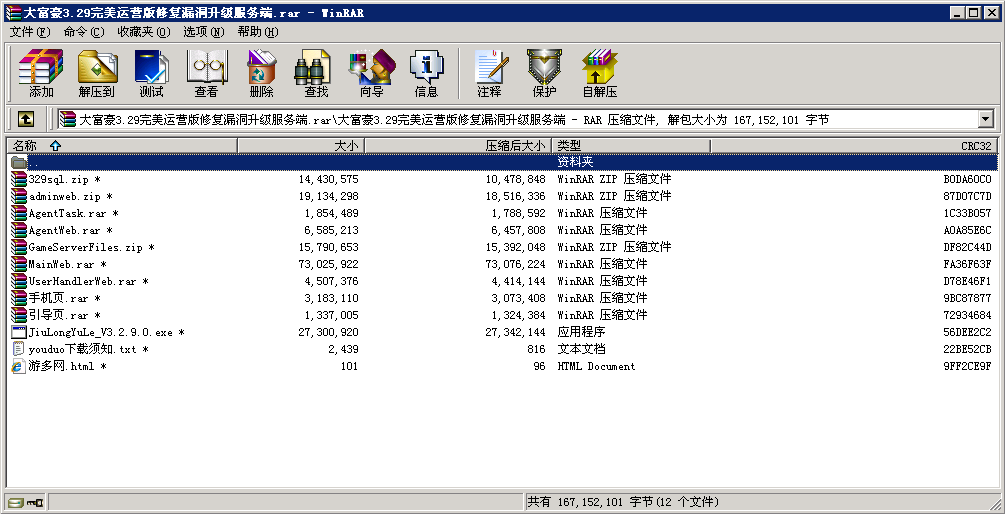 大富豪3.29完美运营版修复漏洞升级服务端.rar - WinRAR
文件(F) 命令(C) 收藏夹(O) 选项(N) 帮助(H)
添加 解压到 测试 查看 删除 查找 向导 信息 注释 保护 自解压
大富豪3.29完美运营版修复漏洞升级服务端.rar\大富豪3.29完美运营版修复漏洞升级服务端 - RAR 压缩文件, 解包大小为 167,152,101 字节
名称 大小 压缩后大小 类型 CRC32
.. 资料夹
329sql.zip * 14,430,575 10,478,848 WinRAR ZIP 压缩文件 B0DA60C0
adminweb.zip * 19,134,298 18,516,336 WinRAR ZIP 压缩文件 87D07C7D
AgentTask.rar * 1,854,489 1,788,592 WinRAR 压缩文件 1C33B057
AgentWeb.rar * 6,585,213 6,457,808 WinRAR 压缩文件 A0A85E6C
GameServerFiles.zip * 15,790,653 15,392,048 WinRAR ZIP 压缩文件 DF82C44D
MainWeb.rar * 73,025,922 73,076,224 WinRAR 压缩文件 FA36F63F
UserHandlerWeb.rar * 4,507,376 4,414,144 WinRAR 压缩文件 D78E46F1
手机页.rar * 3,183,110 3,073,408 WinRAR 压缩文件 9BC87877
引导页.rar * 1,337,005 1,324,384 WinRAR 压缩文件 72934684
JiuLongYuLe_V3.2.9.0.exe * 27,300,920 27,342,144 应用程序 56DEE2C2
youduo下载须知.txt * 2,439 816 文本文档 22BE52CB
游多网.html * 101 96 HTML Document 9FF2CE9F
共有 167,152,101 字节(12 个文件)